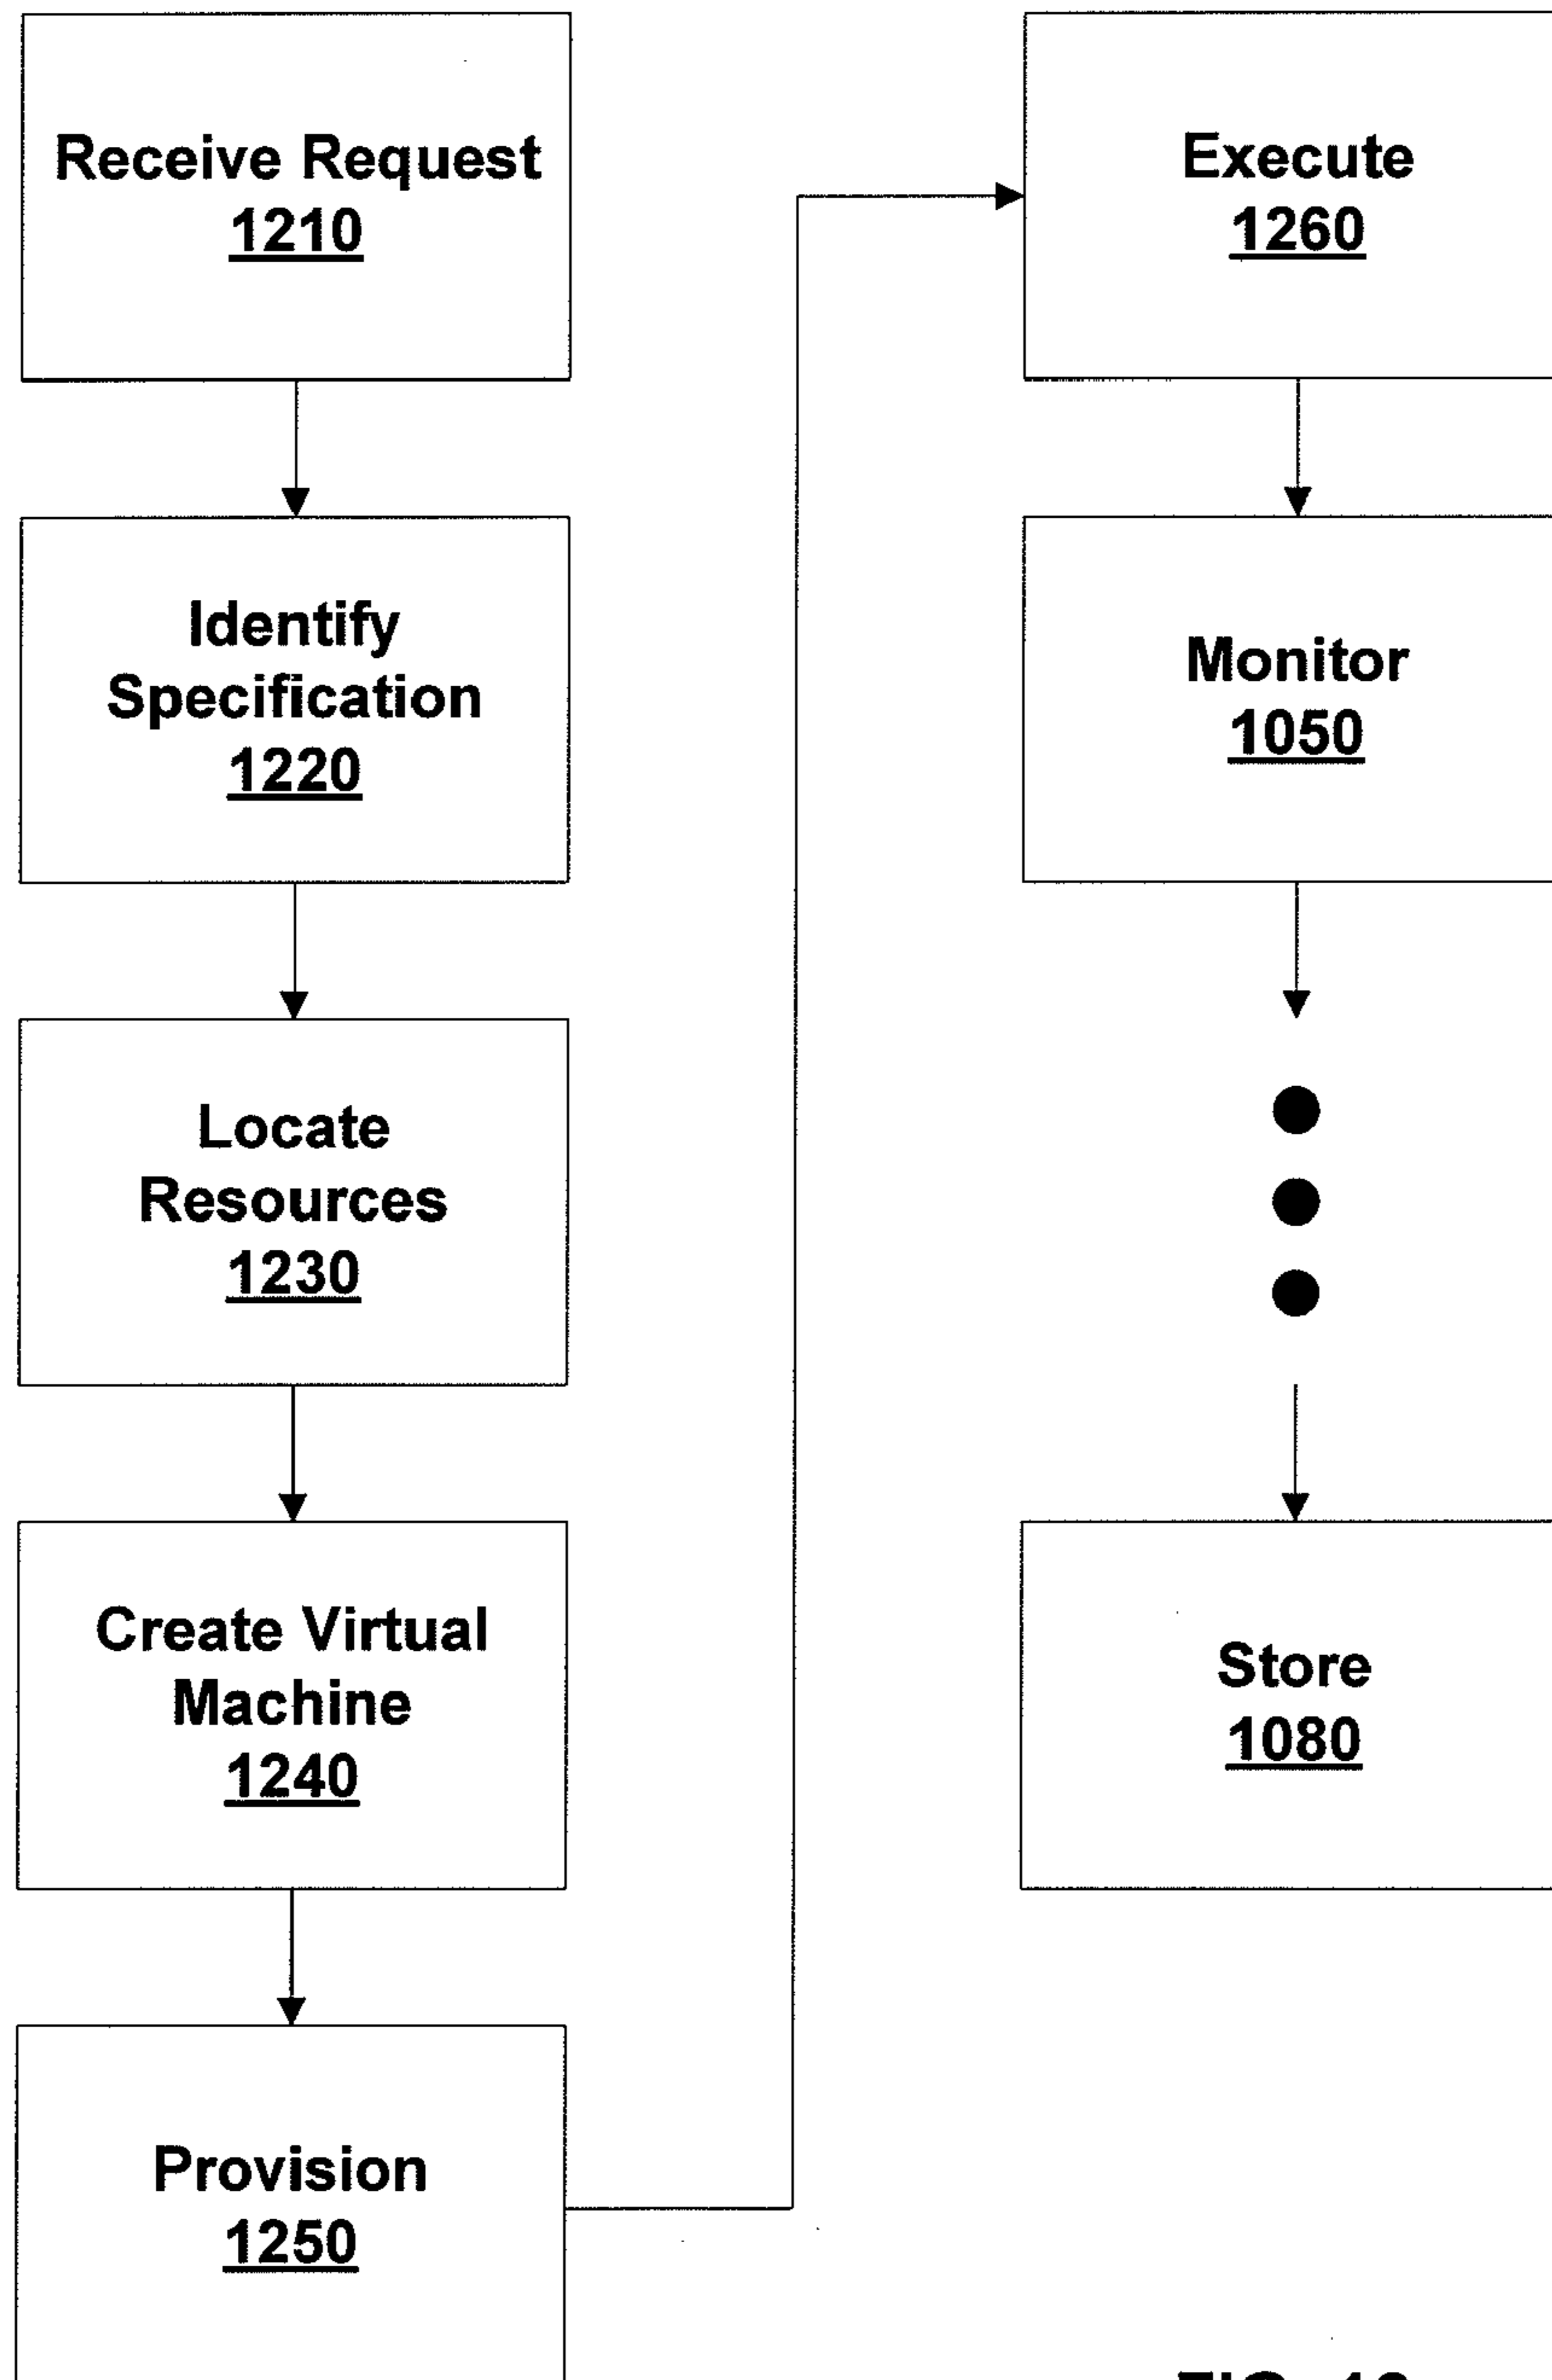 Receive Request
1210
Identify
Specification
1220
Locate
Resources
1230
Create Virtual
Machine
1240
Provision
1250
Execute
1260
Monitor
1050
Store
1080